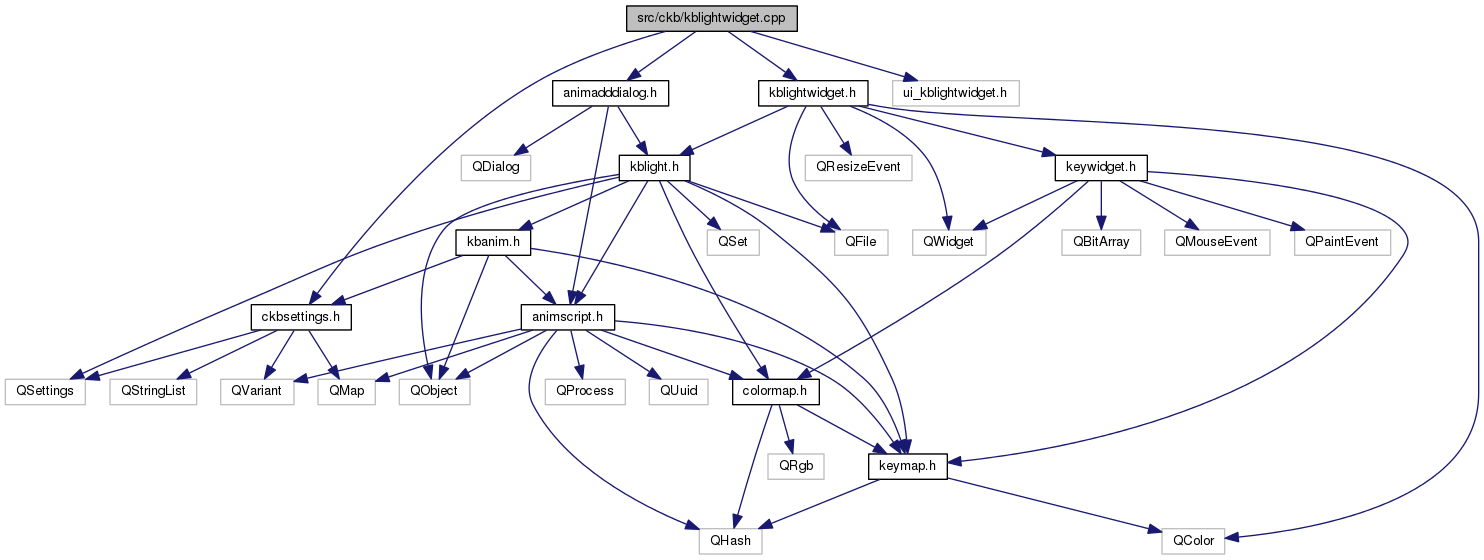 src/ckb/kblightwidget.cpp
animadddialog.h
kblightwidget.h
ui_kblightwidget.h
QDialog
kblight.h
QResizeEvent
keywidget.h
kbanim.h
QSet
QFile
QWidget
QBitArray
QMouseEvent
QPaintEvent
ckbsettings.h
animscript.h
QSettings
QStringList
QVariant
QMap
QObject
QProcess
QUuid
colormap.h
QRgb
keymap.h
QHash
QColor